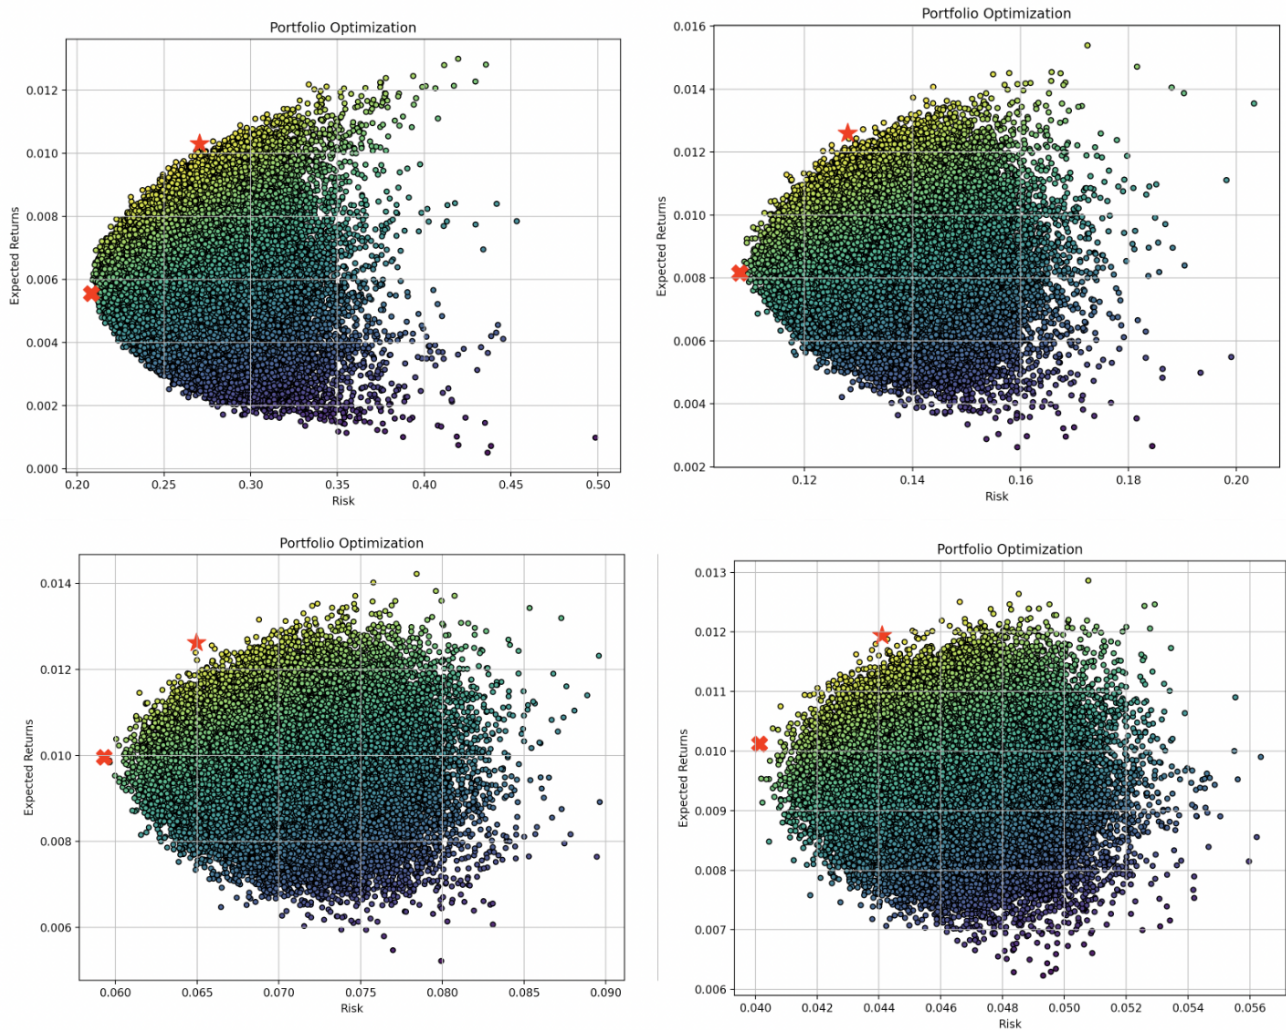 Portfolio Optimization
0.012
0.010
0.008
0.006
0.004
0.002
0.000
Expected Returns
0.20 0.25 0.30 0.35 0.40 0.45 0.50
Risk
Portfolio Optimization
0.016
0.014
0.012
0.010
0.008
0.006
0.004
0.002
Expected Returns
0.12 0.14 0.16 0.18 0.20
Risk
Portfolio Optimization
0.014
0.012
0.010
0.008
0.006
Expected Returns
0.060 0.065 0.070 0.075 0.080 0.085 0.090
Risk
Portfolio Optimization
0.013
0.012
0.011
0.010
0.009
0.008
0.007
0.006
Expected Returns
0.040 0.042 0.044 0.046 0.048 0.050 0.052 0.054 0.056
Risk